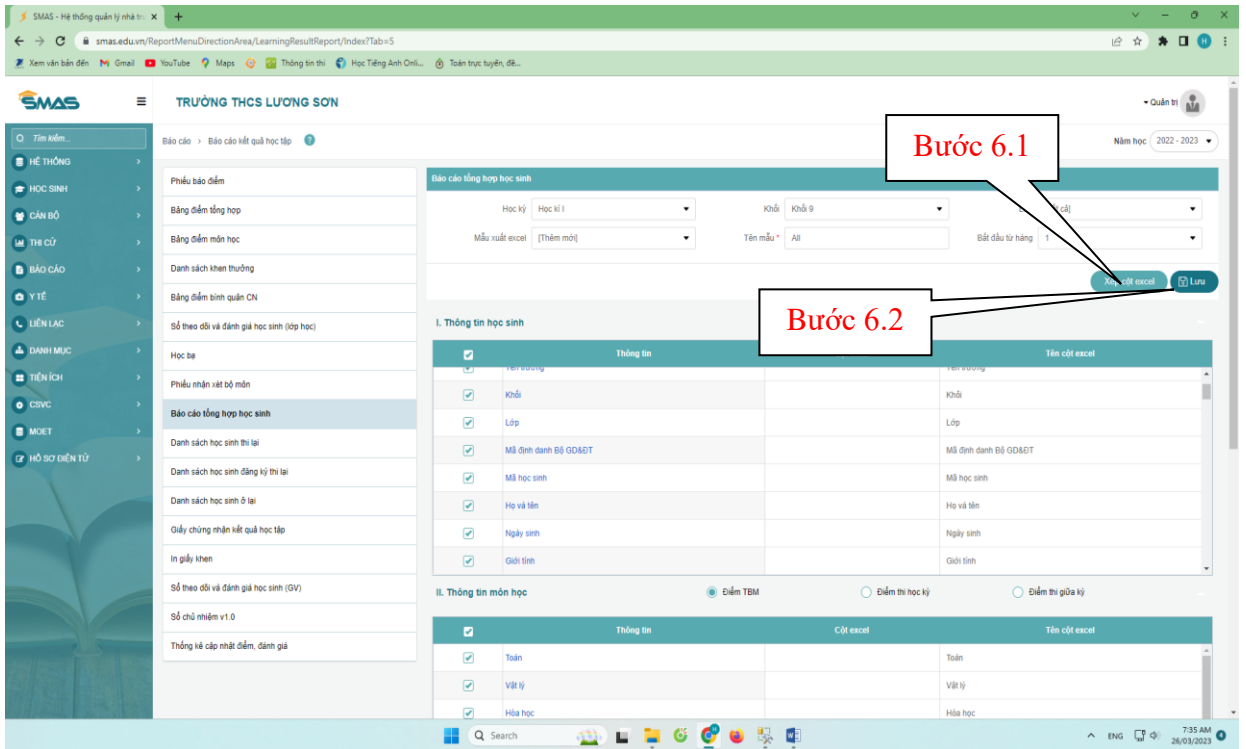 SMAS - Hệ thống quản lý nhà trư
smas.edu.vn/ReportMenuDirectionArea/LearningResultReport/Index?Tab=5
Xem văn bản đến Gmail YouTube Maps Thông tin thi Học Tiếng Anh Onli... Toán trực tuyến, đề...
SMAS
TRƯỜNG THCS LƯƠNG SƠN
Quản trị
Tìm kiếm...
Báo cáo > Báo cáo kết quả học tập
Năm học 2022 - 2023
HỆ THỐNG
HỌC SINH
CÁN BỘ
THI CỬ
BÁO CÁO
Y TẾ
LIÊN LẠC
DANH MỤC
TIỆN ÍCH
CSVC
MOET
HỒ SƠ ĐIỆN TỬ
Phiếu báo điểm
Bảng điểm tổng hợp
Bảng điểm môn học
Danh sách khen thưởng
Bảng điểm bình quân CN
Sổ theo dõi và đánh giá học sinh (lớp học)
Học bạ
Phiếu nhận xét bộ môn
Báo cáo tổng hợp học sinh
Danh sách học sinh thi lại
Danh sách học sinh đăng ký thi lại
Danh sách học sinh ở lại
Giấy chứng nhận kết quả học tập
In giấy khen
Sổ theo dõi và đánh giá học sinh (GV)
Sổ chủ nhiệm v1.0
Thống kê cập nhật điểm, đánh giá
Bước 6.1
Báo cáo tổng hợp học sinh
Học kỳ Học kì I Khối Khối 9
Mẫu xuất excel [Thêm mới] Tên mẫu * All Bắt đầu từ hàng 1
Xếp cột excel Lưu
Bước 6.2
I. Thông tin học sinh
Thông tin Tên cột excel
Tên trường Tên trường
Khối Khối
Lớp Lớp
Mã định danh Bộ GD&ĐT Mã định danh Bộ GD&ĐT
Mã học sinh Mã học sinh
Họ và tên Họ và tên
Ngày sinh Ngày sinh
Giới tính Giới tính
II. Thông tin môn học Điểm TBM Điểm thi học kỳ Điểm thi giữa kỳ
Thông tin Cột excel Tên cột excel
Toán Toán
Vật lý Vật lý
Hóa học Hóa học
Search
ENG
7:35 AM
26/03/2023
4